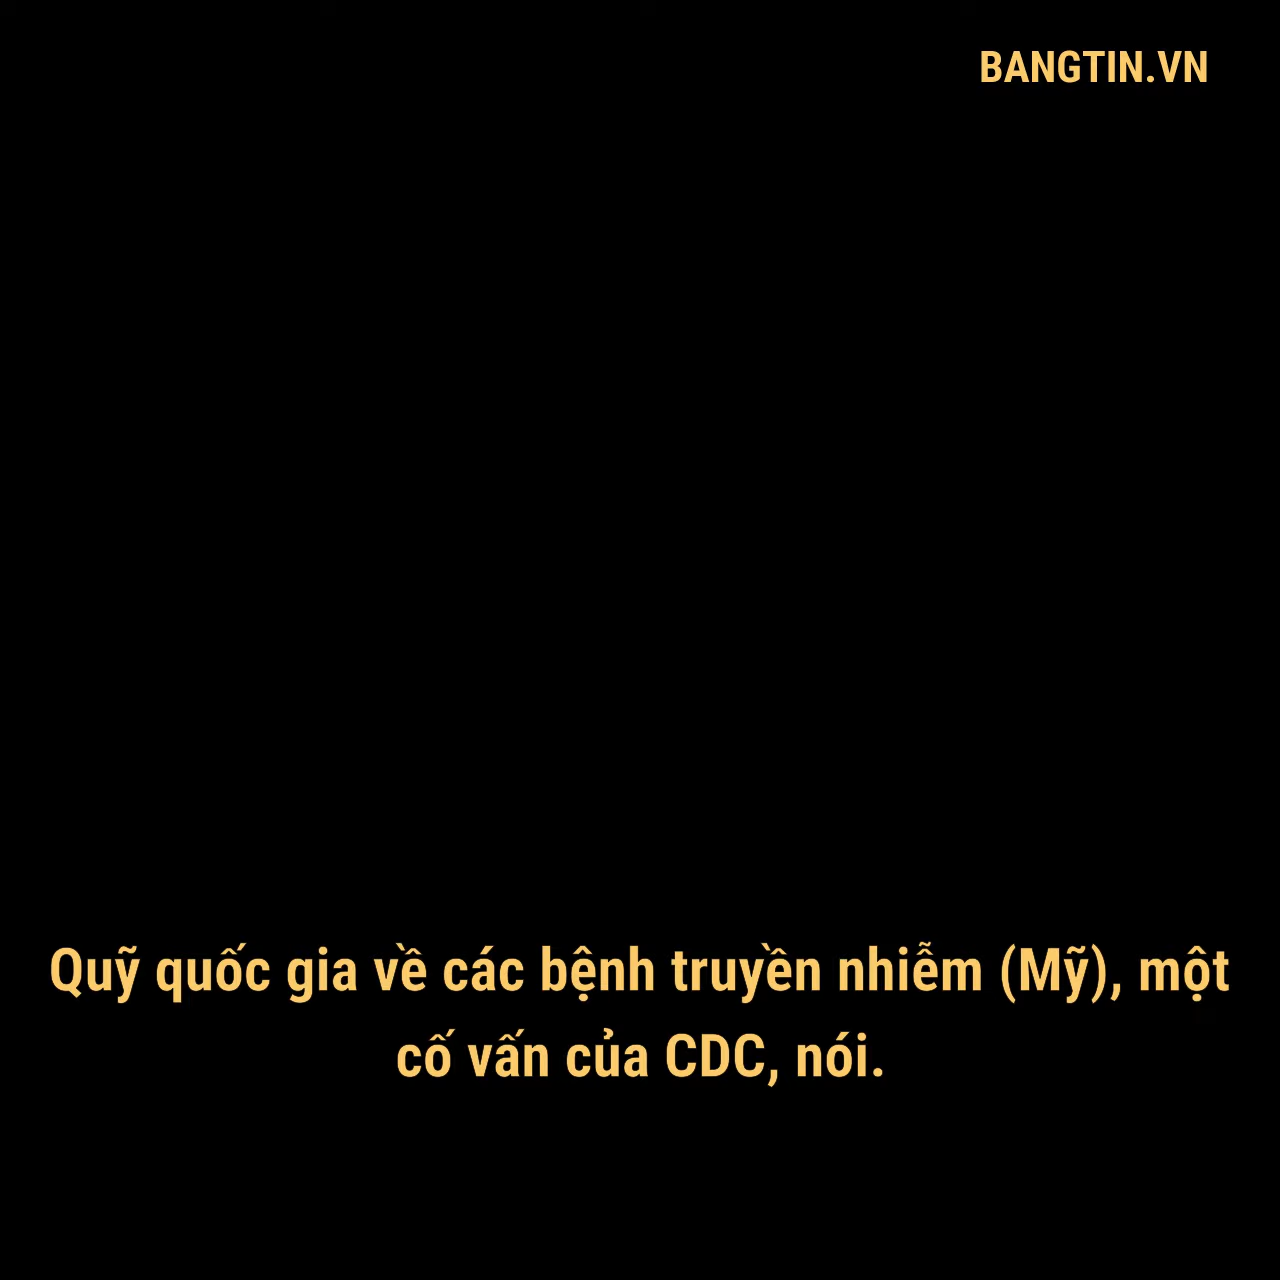 BANGTIN.VN
Quỹ quốc gia về các bệnh truyền nhiễm (Mỹ), một
cố vấn của CDC, nói.